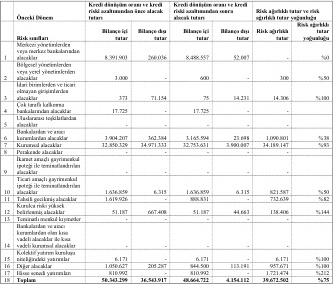 Önceki Dönem
Kredi dönüşüm oranı ve kredi riski azaltımından önce alacak tutarı
Kredi dönüşüm oranı ve kredi riski azaltımından sonra alacak tutarı
Risk ağırlıklı tutar ve risk ağırlıklı tutar yoğunluğu
Risk sınıfları
Bilanço içi tutar
Bilanço dışı tutar
Bilanço içi tutar
Bilanço dışı tutar
Risk ağırlıklı tutar
Risk ağırlıklı tutar yoğunluğu
1 Merkezi yönetimlerden veya merkez bankalarından alacaklar 8.391.903 260.036 8.488.557 52.007 - %0
2 Bölgesel yönetimlerden veya yerel yönetimlerden alacaklar 3.000 - 600 - 300 %50
3 İdari birimlerden ve ticari olmayan girişimlerden alacaklar 373 71.154 75 14.231 14.306 %100
4 Çok taraflı kalkınma bankalarından alacaklar 17.725 - 17.725 - - -
5 Uluslararası teşkilatlardan alacaklar - - - - - -
6 Bankalardan ve aracı kurumlardan alacaklar 3.904.207 362.384 3.165.594 23.698 1.090.801 %38
7 Kurumsal alacaklar 32.850.329 34.971.333 32.753.631 3.900.007 34.189.147 %93
8 Perakende alacaklar - - - - - -
9 İkamet amaçlı gayrimenkul ipoteği ile teminatlandırılan alacaklar - - - - - -
10 Ticari amaçlı gayrimenkul ipoteği ile teminatlandırılan alacaklar 1.636.859 6.315 1.636.859 6.315 821.587 %50
11 Tahsili gecikmiş alacaklar 1.619.926 - 888.831 - 732.639 %82
12 Kurulca riski yüksek belirlenmiş alacaklar 51.187 667.408 51.187 44.663 138.406 %144
13 Teminatlı menkul kıymetler - - - - - -
14 Bankalardan ve aracı kurumlardan olan kısa vadeli alacaklar ile kısa vadeli kurumsal alacaklar - - - - - -
15 Kolektif yatırım kuruluşu niteliğindeki yatırımlar 6.171 - 6.171 - 6.171 %100
16 Diğer alacaklar 1.050.627 205.287 844.500 113.191 957.671 %100
17 Hisse senedi yatırımları 810.992 - 810.992 - 1.721.474 %212
18 Toplam 50.343.299 36.543.917 48.664.722 4.154.112 39.672.502 %75